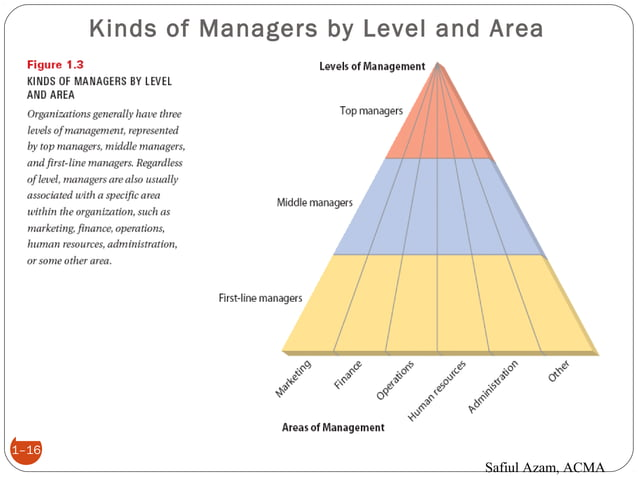 Kinds of Managers by Level and Area
Figure 1.3
KINDS OF MANAGERS BY LEVEL
AND AREA
Organizations generally have three
levels of management, represented
by top managers, middle managers,
and first-line managers. Regardless
of level, managers are also usually
associated with a specific area
within the organization, such as
marketing, finance, operations,
human resources, administration,
or some other area.
Levels of Management
Top managers
Middle managers
First-line managers
Marketing
Finance
Operations
Human resources
Administration
Other
Areas of Management
1–16
Safiul Azam, ACMA